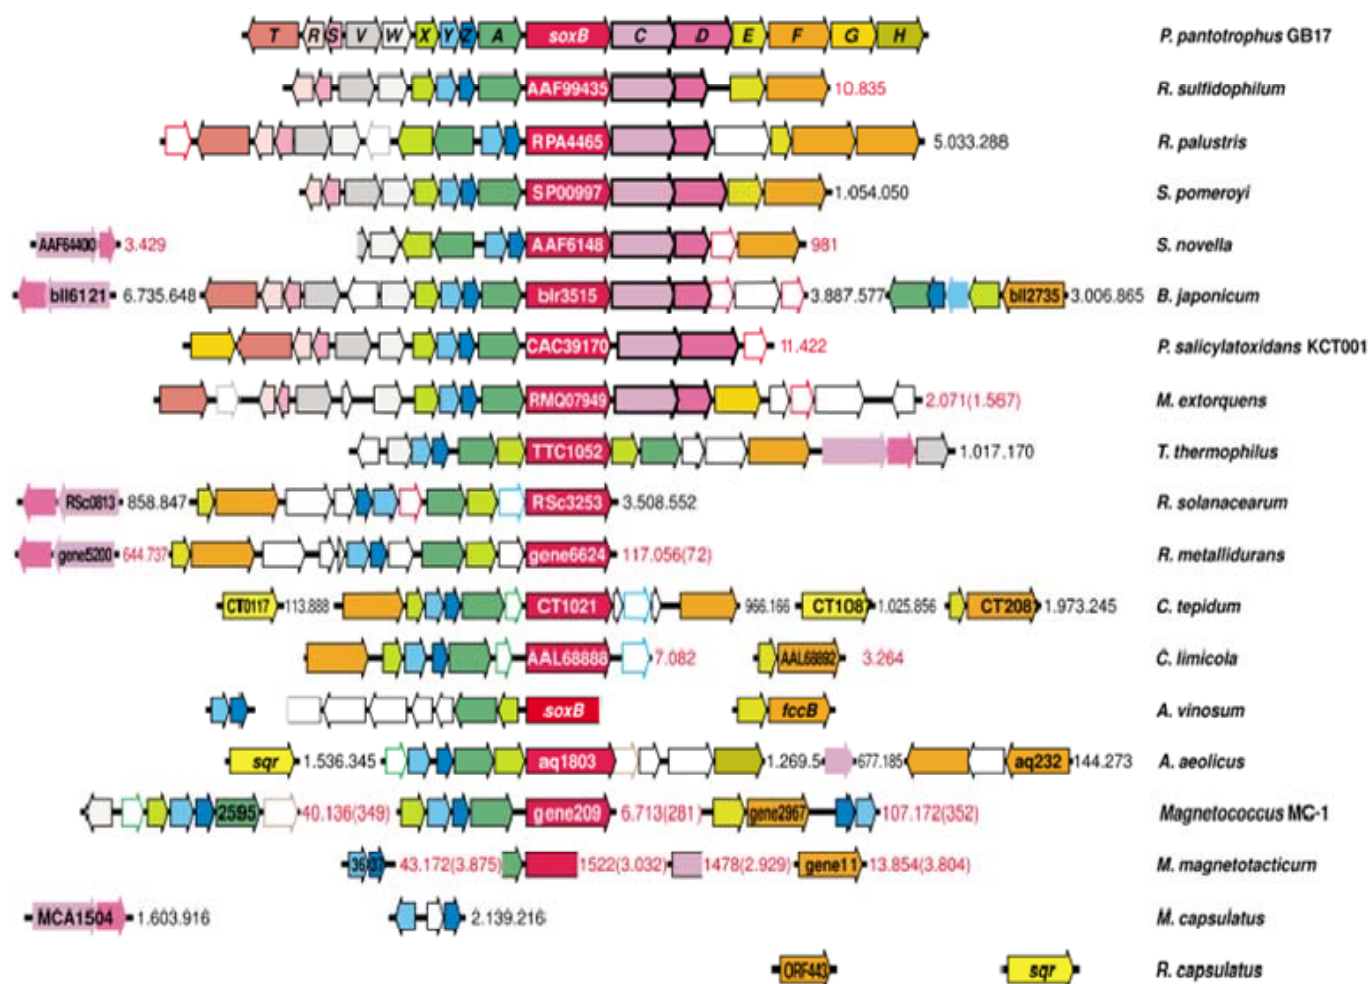 T R S V W X Y Z A soxB C D E F G H P. pantotrophus GB17
AAF99435 10.835 R. sulfidophilum
RPA4465 5.033.288 R. palustris
SP00997 1.054.050 S. pomeroyi
AAF64400 3.429 AAF6148 981 S. novella
bll6121 6.735.648 blr3515 3.887.577 bll2735 3.006.865 B. japonicum
CAC39170 11.422 P. salicylatoxidans KCT001
RMQ07949 2.071(1.567) M. extorquens
TTC1052 1.017.170 T. thermophilus
RSc0813 858.847 RSc3253 3.508.552 R. solanacearum
gene5200 644.737 gene6624 117.056(72) R. metallidurans
CT0117 113.888 CT1021 966.166 CT108 1.025.856 CT208 1.973.245 C. tepidum
AAL68888 7.082 AAL68892 3.264 C. limicola
soxB fccB A. vinosum
sqr 1.536.345 aq1803 1.269.5 677.185 aq232 144.273 A. aeolicus
2595 40.136(349) gene209 6.713(281) gene2967 107.172(352) Magnetococcus MC-1
36 37 43.172(3.875) 1522(3.032) 1478(2.929) gene11 13.854(3.804) M. magnetotacticum
MCA1504 1.603.916 2.139.216 M. capsulatus
ORF443 sqr R. capsulatus